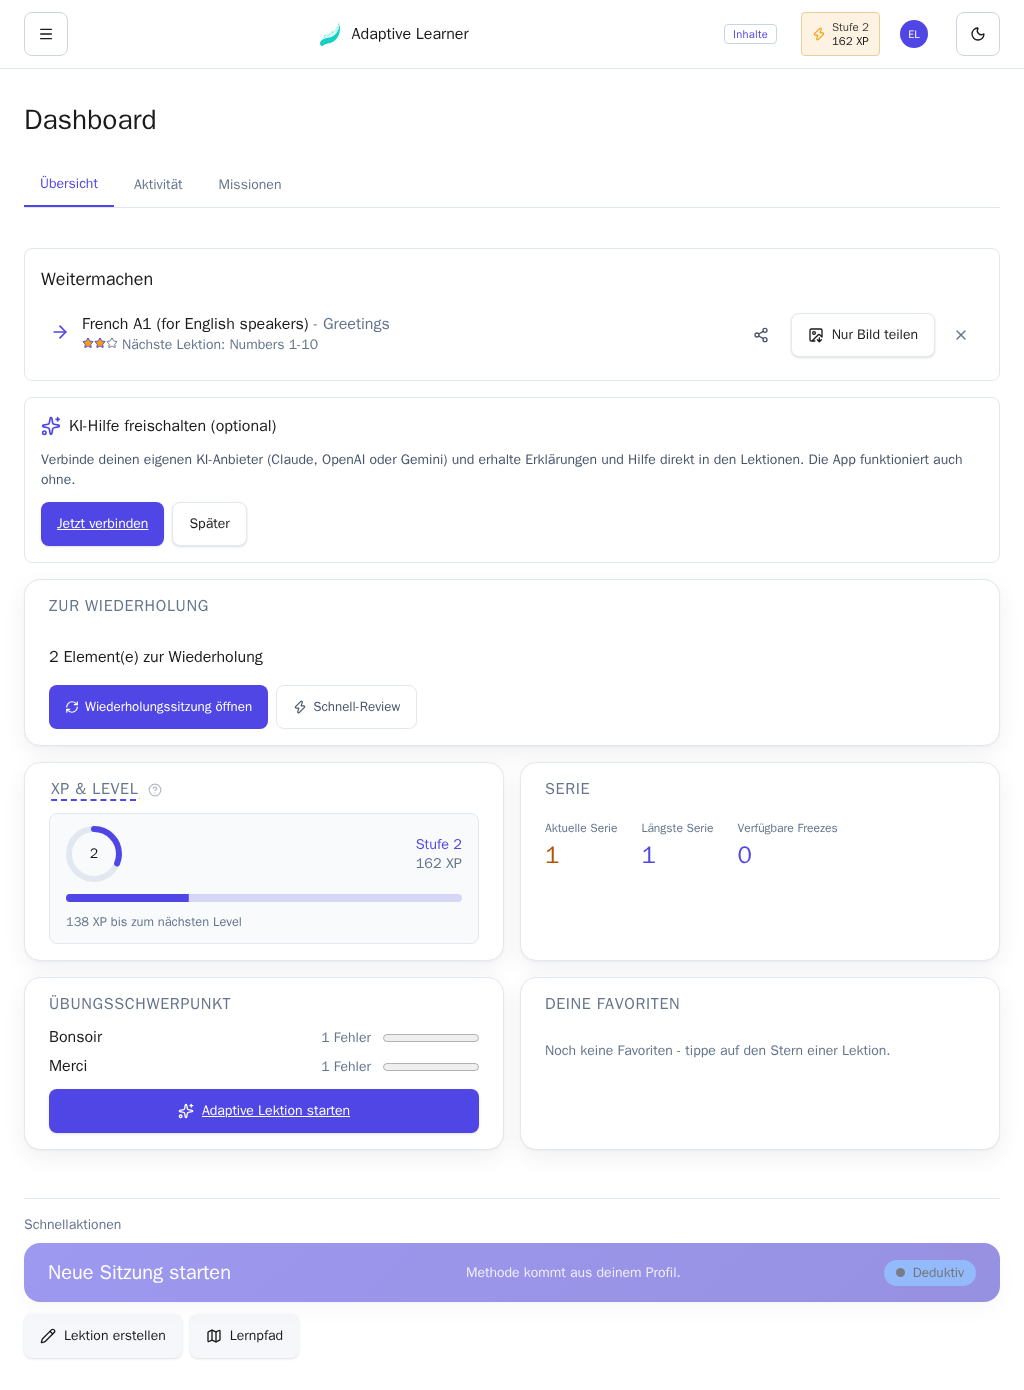 Adaptive Learner
Inhalte
Stufe 2
162 XP
EL
Dashboard
Übersicht
Aktivität
Missionen
Weitermachen
French A1 (for English speakers) - Greetings
Nächste Lektion: Numbers 1-10
Nur Bild teilen
KI-Hilfe freischalten (optional)
Verbinde deinen eigenen KI-Anbieter (Claude, OpenAI oder Gemini) und erhalte Erklärungen und Hilfe direkt in den Lektionen. Die App funktioniert auch
ohne.
Jetzt verbinden
Später
ZUR WIEDERHOLUNG
2 Element(e) zur Wiederholung
Wiederholungssitzung öffnen
Schnell-Review
XP & LEVEL
2
Stufe 2
162 XP
138 XP bis zum nächsten Level
SERIE
Aktuelle Serie
1
Längste Serie
1
Verfügbare Freezes
0
ÜBUNGSSCHWERPUNKT
Bonsoir 1 Fehler
Merci 1 Fehler
Adaptive Lektion starten
DEINE FAVORITEN
Noch keine Favoriten - tippe auf den Stern einer Lektion.
Schnellaktionen
Neue Sitzung starten
Methode kommt aus deinem Profil.
Deduktiv
Lektion erstellen
Lernpfad